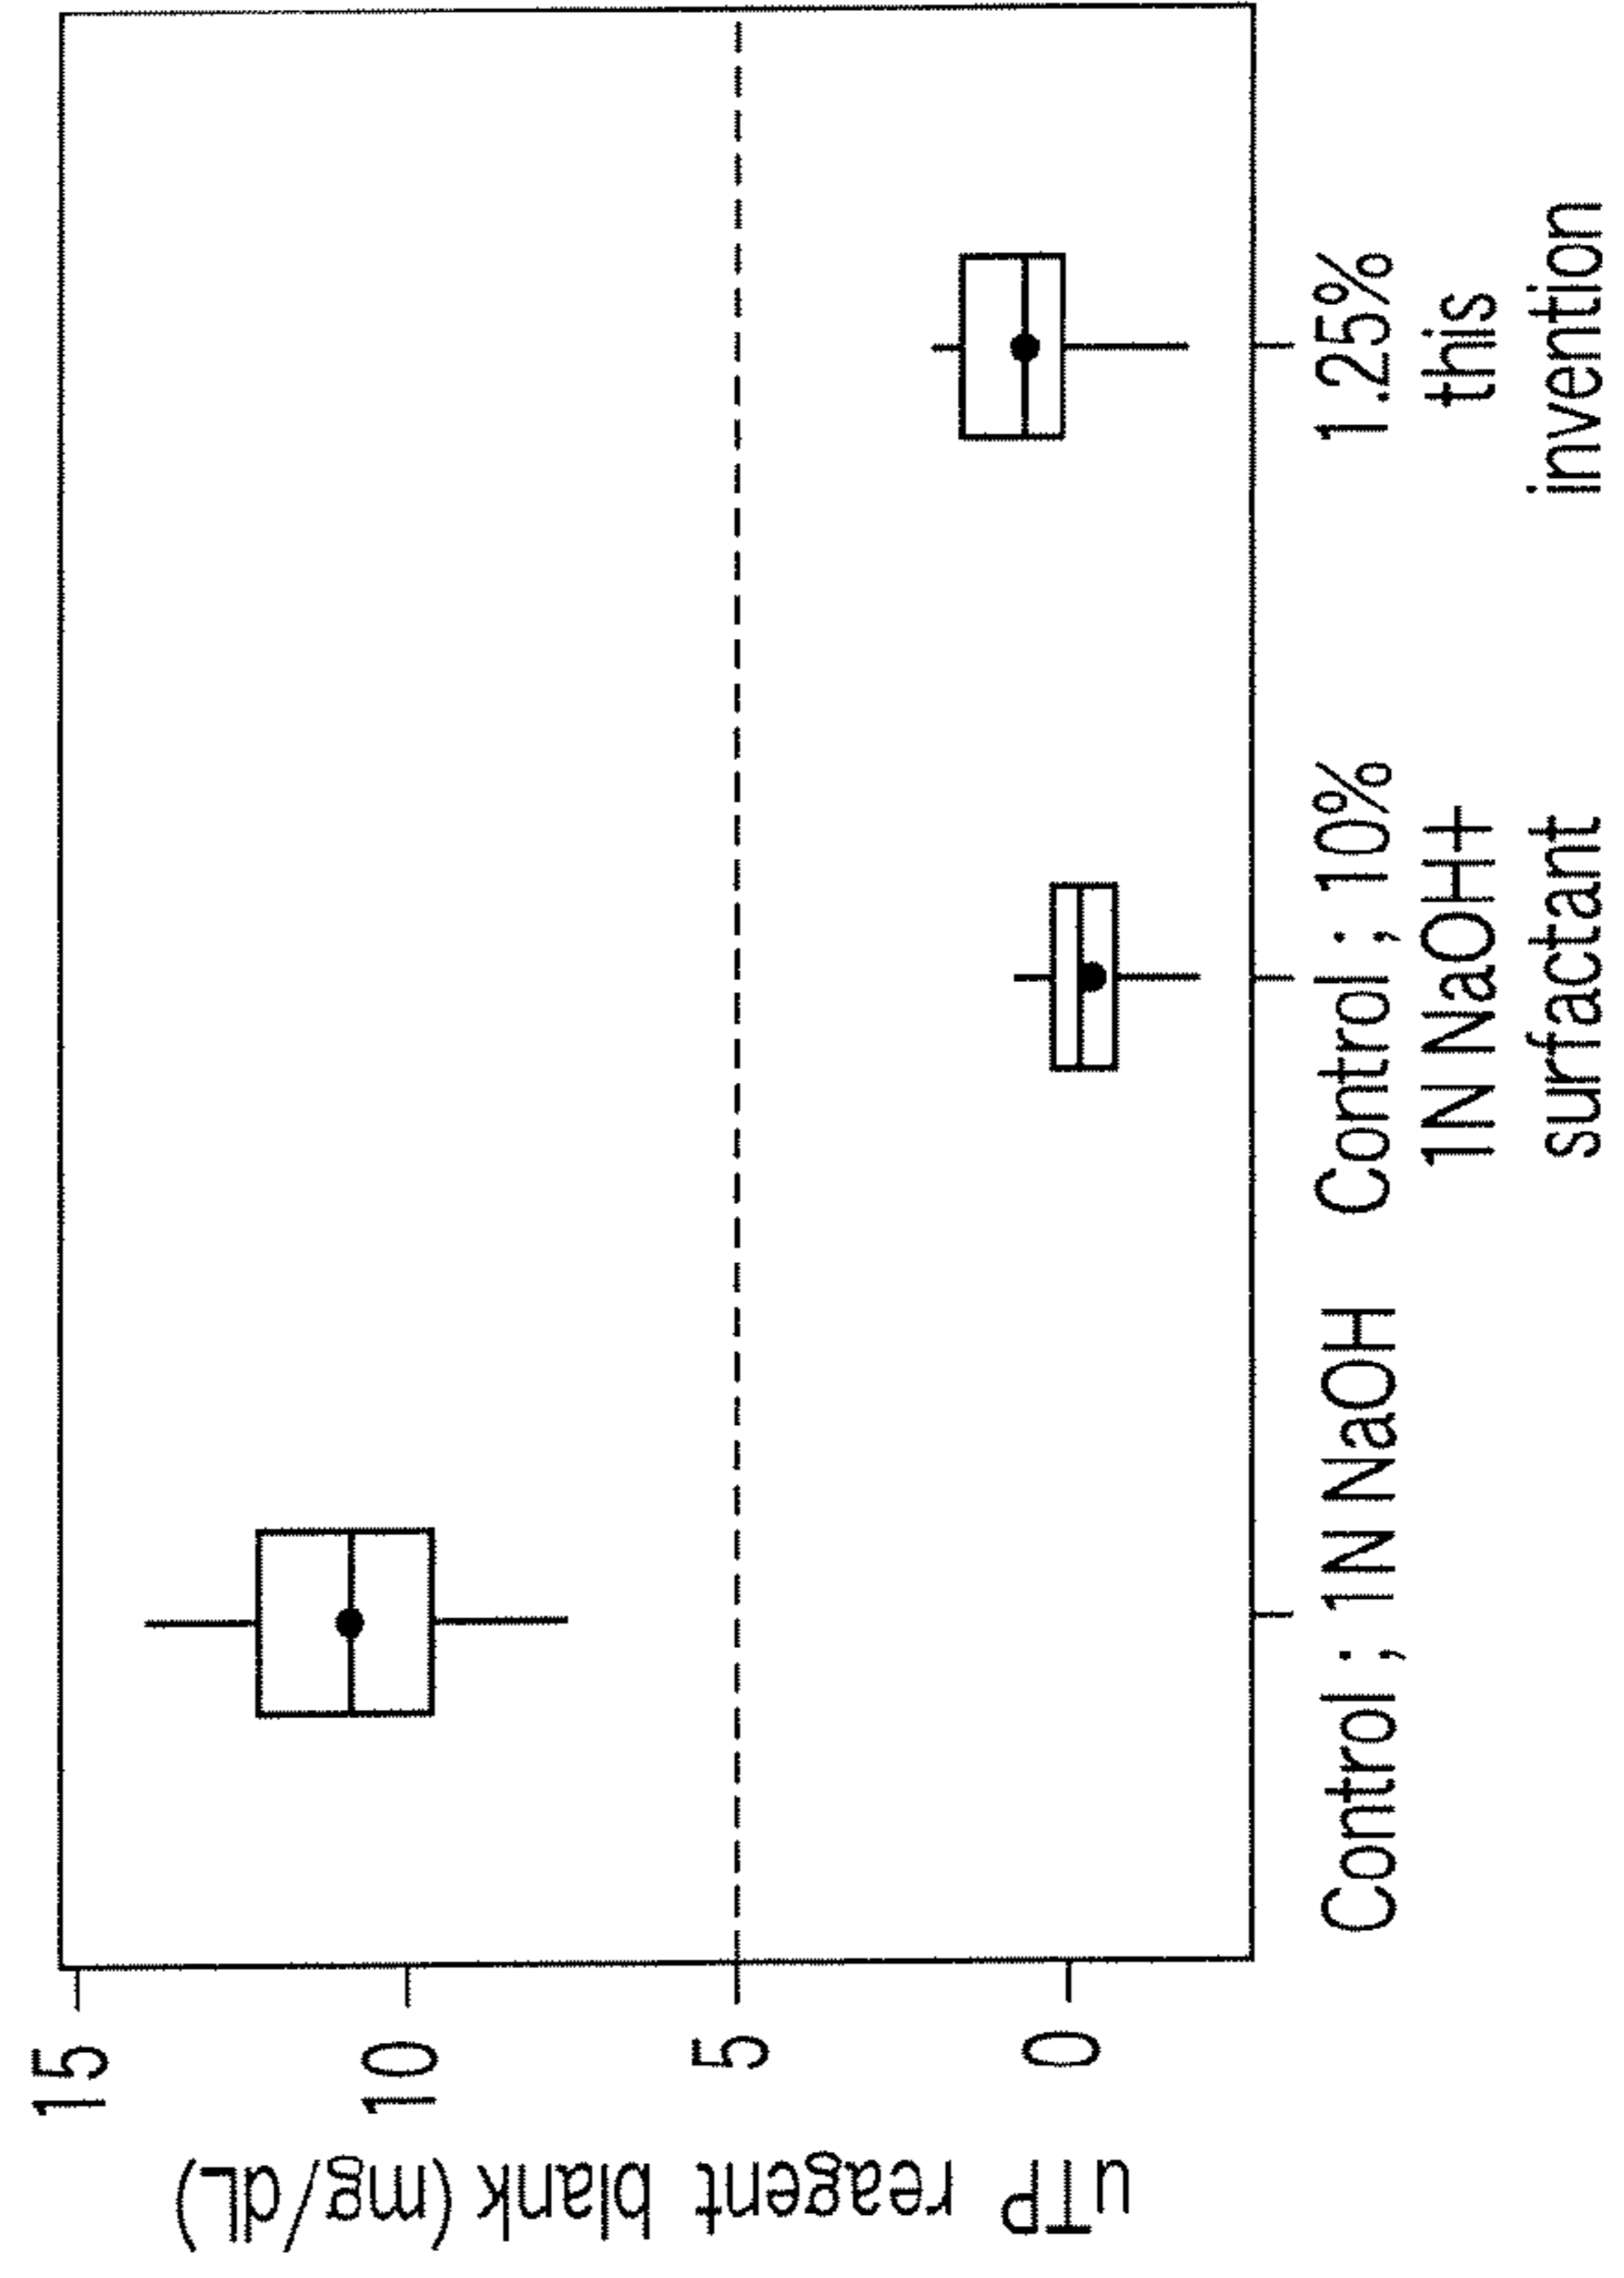 uTP reagent blank (mg/dL)
15
10
5
0
Control ; 1N NaOH
Control ; 10%
1N NaOH+
surfactant
1.25%
this
invention